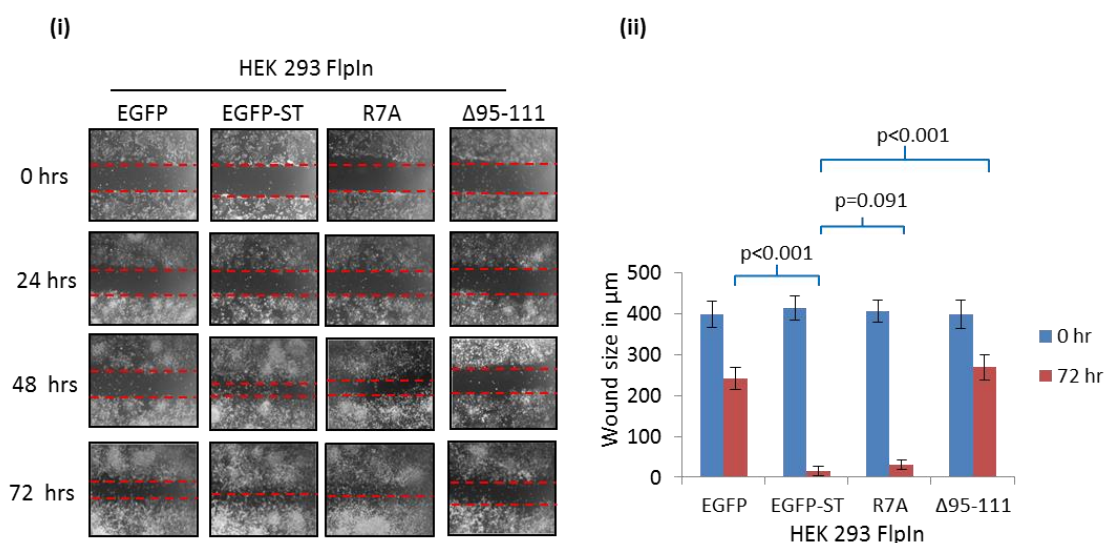 (i)
HEK 293 FlpIn
EGFP EGFP-ST R7A Δ95-111
0 hrs
24 hrs
48 hrs
72 hrs
(ii)
p<0.001
p=0.091
p<0.001
Wound size in µm
500
400
300
200
100
0
EGFP EGFP-ST R7A Δ95-111
HEK 293 FlpIn
0 hr
72 hr